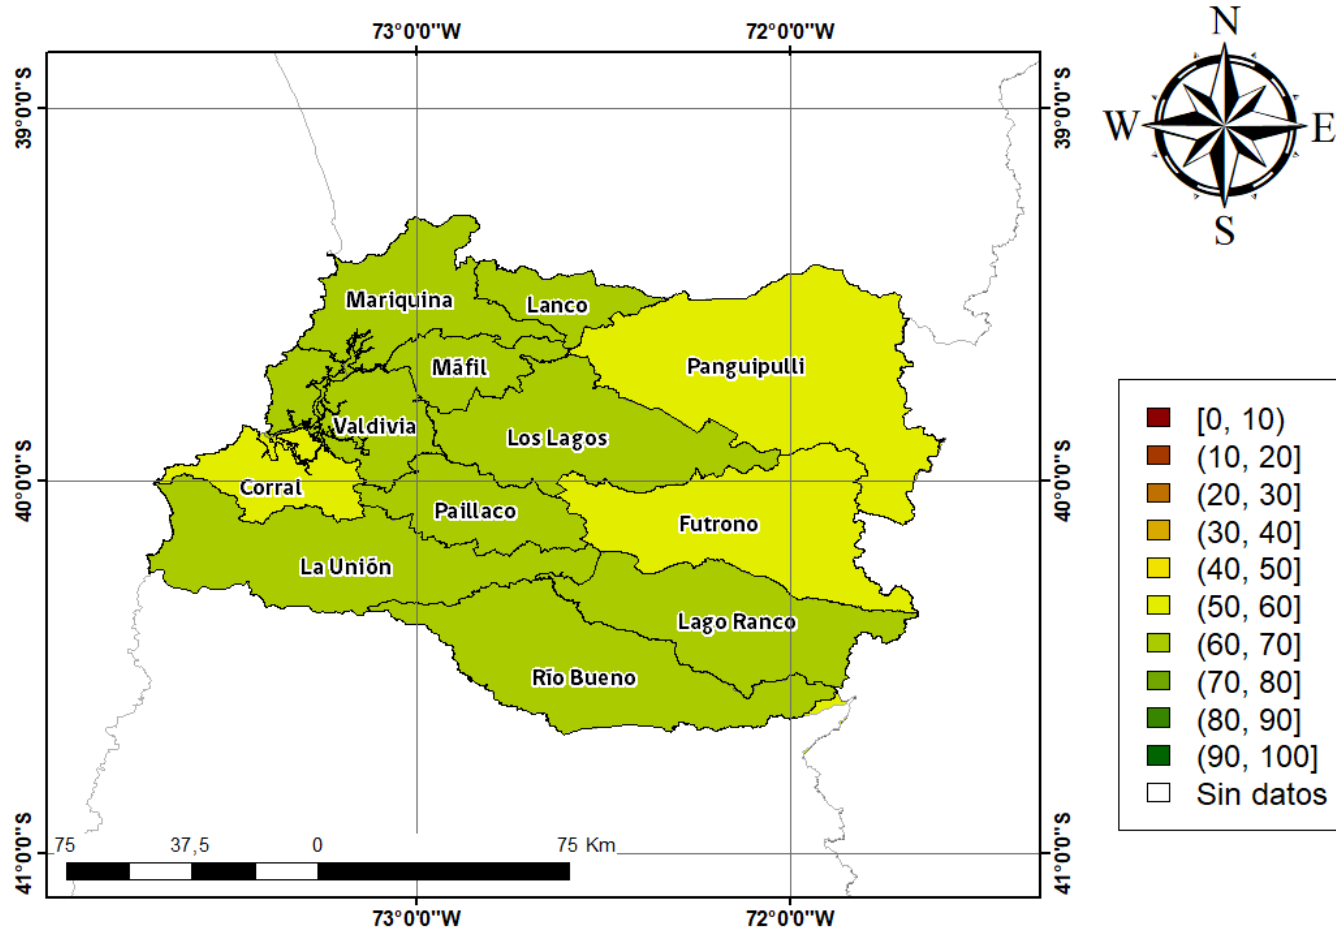 73°0'0"W
72°0'0"W
N
39°0'0"S
39°0'0"S
W
E
S
Mariquina
Lanco
Máfil
Panguipulli
Valdivia
Los Lagos
[0, 10)
(10, 20]
(20, 30]
(30, 40]
(40, 50]
(50, 60]
(60, 70]
(70, 80]
(80, 90]
(90, 100]
Sin datos
40°0'0"S
40°0'0"S
Corral
Paillaco
Futrono
La Unión
Lago Ranco
Río Bueno
75
37,5
0
75 Km
41°0'0"S
41°0'0"S
73°0'0"W
72°0'0"W